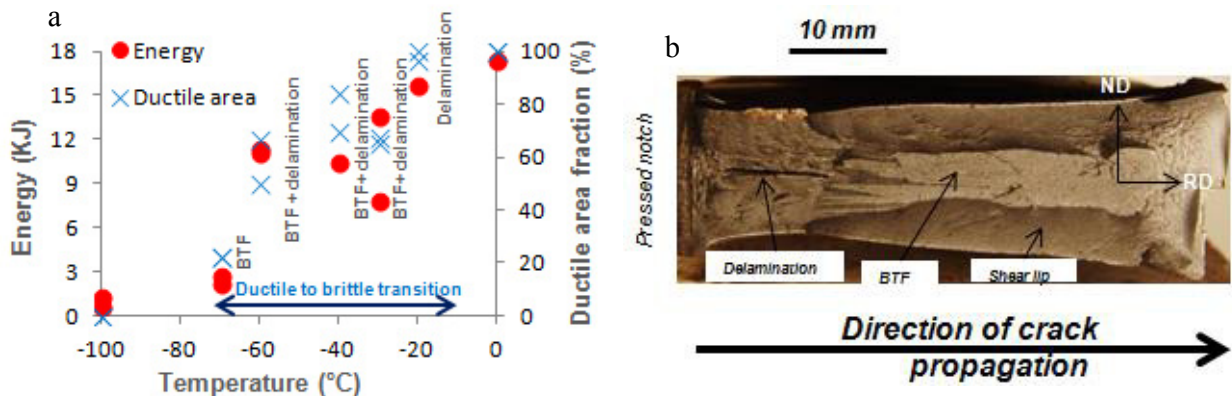 a
Energy
Ductile area
Energy (KJ)
18
15
12
9
6
3
0
BTF
BTF + delamination
BTF+ delamination
BTF+delamination
Delamination
Ductile to brittle transition
100
80
60
40
20
0
Ductile area fraction (%)
-100 -80 -60 -40 -20 0
Temperature (°C)
b
10 mm
Pressed notch
ND
RD
Delamination
BTF
Shear lip
Direction of crack
propagation